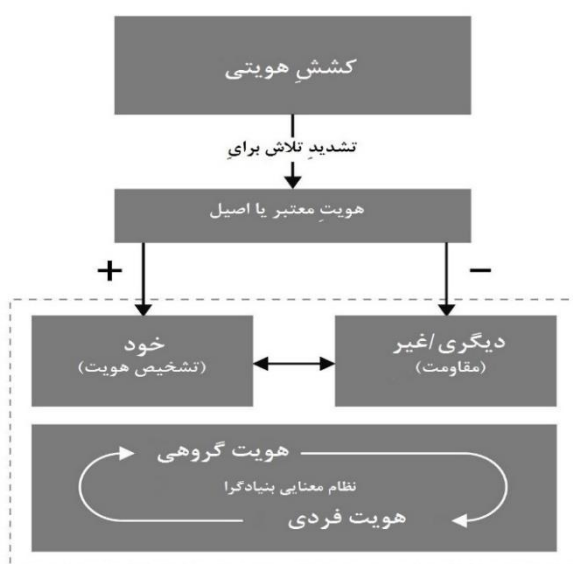 کششِ هویتی
تشدیدِ تلاش برایِ
هویتِ معتبر یا اصیل
+
−
خود
(تشخیص هویت)
دیگری/غیر
(مقاومت)
هویت گروهی
نظام معنایی بنیادگرا
هویت فردی